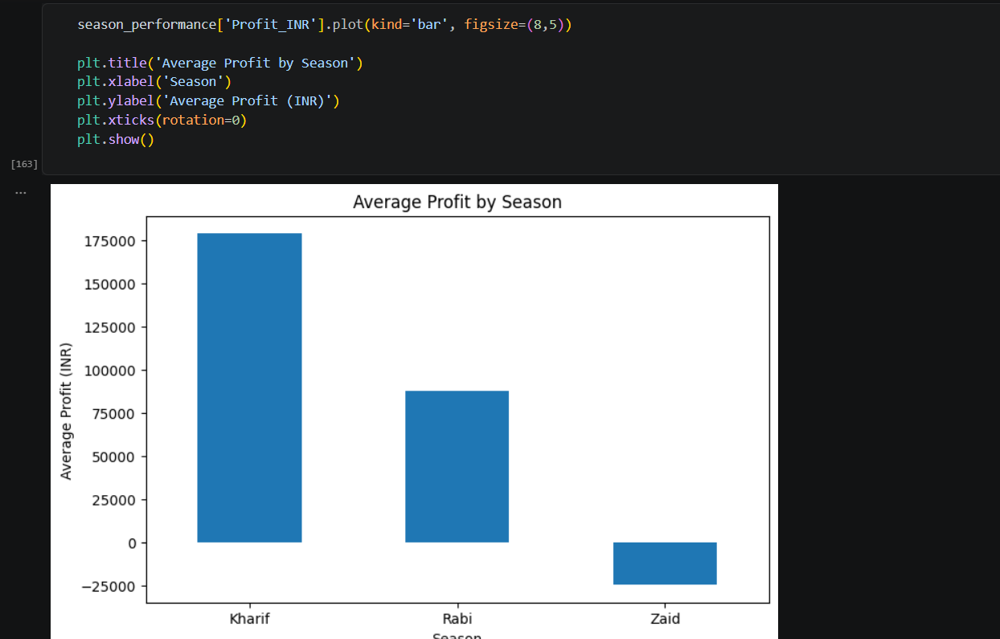 season_performance['Profit_INR'].plot(kind='bar', figsize=(8,5))
plt.title('Average Profit by Season')
plt.xlabel('Season')
plt.ylabel('Average Profit (INR)')
plt.xticks(rotation=0)
plt.show()
[163]
...
Average Profit by Season
Average Profit (INR)
175000
150000
125000
100000
75000
50000
25000
0
−25000
Kharif Rabi Zaid
Season